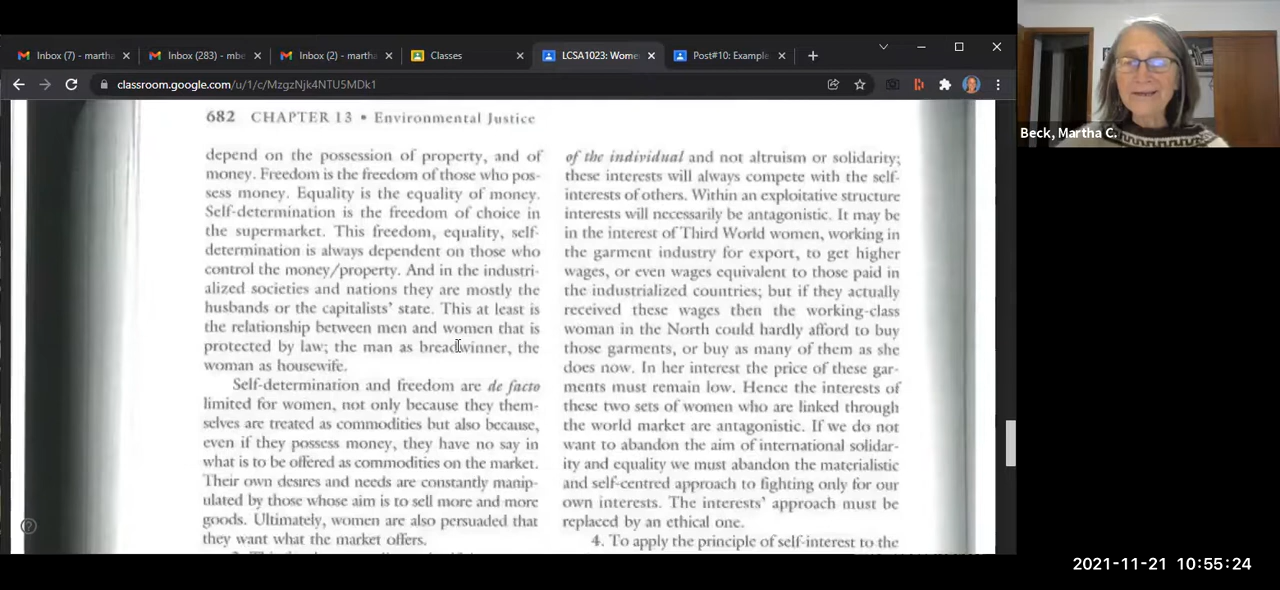 Inbox (7) - marth
Inbox (283) - mbe
Inbox (2) - martha
Classes
LCSA1023: Wome
Post#10: Example
classroom.google.com/u/1/c/MzgzNjk4NTU5MDk1
Beck, Martha C.
682 CHAPTER 13 • Environmental Justice
depend on the possession of property, and of
money. Freedom is the freedom of those who pos-
sess money. Equality is the equality of money.
Self-determination is the freedom of choice in
the supermarket. This freedom, equality, self-
determination is always dependent on those who
control the money/property. And in the industri-
alized societies and nations they are mostly the
husbands or the capitalists' state. This at least is
the relationship between men and women that is
protected by law; the man as breadwinner, the
woman as housewife.
Self-determination and freedom are de facto
limited for women, not only because they them-
selves are treated as commodities but also because,
even if they possess money, they have no say in
what is to be offered as commodities on the market.
Their own desires and needs are constantly manip-
ulated by those whose aim is to sell more and more
goods. Ultimately, women are also persuaded that
they want what the market offers.
of the individual and not altruism or solidarity;
these interests will always compete with the self-
interests of others. Within an exploitative structure
interests will necessarily be antagonistic. It may be
in the interest of Third World women, working in
the garment industry for export, to get higher
wages, or even wages equivalent to those paid in
the industrialized countries; but if they actually
received these wages then the working-class
woman in the North could hardly afford to buy
those garments, or buy as many of them as she
does now. In her interest the price of these gar-
ments must remain low. Hence the interests of
these two sets of women who are linked through
the world market are antagonistic. If we do not
want to abandon the aim of international solidar-
ity and equality we must abandon the materialistic
and self-centred approach to fighting only for our
own interests. The interests' approach must be
replaced by an ethical one.
4. To apply the principle of self-interest to the
2021-11-21 10:55:24